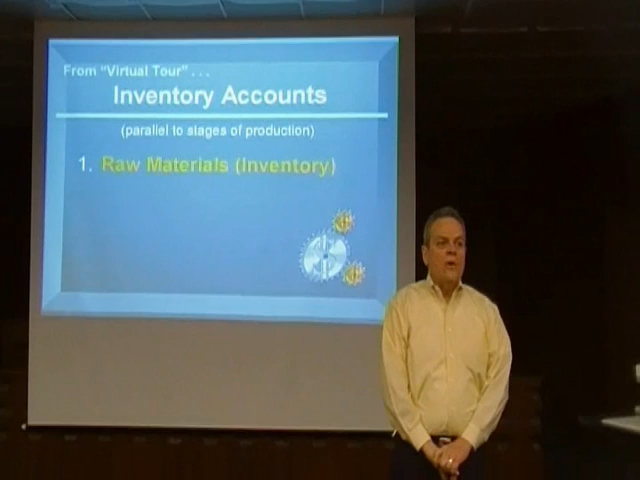 From "Virtual Tour" . . .
Inventory Accounts
(parallel to stages of production)
1. Raw Materials (Inventory)